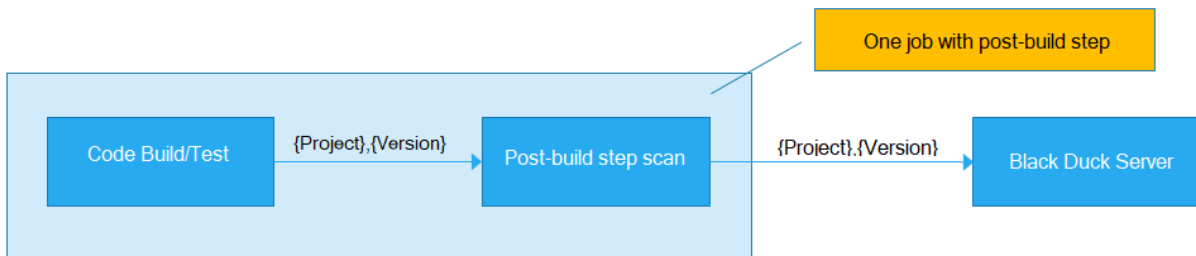 One job with post-build step
Code Build/Test
{Project},{Version}
Post-build step scan
{Project},{Version}
Black Duck Server